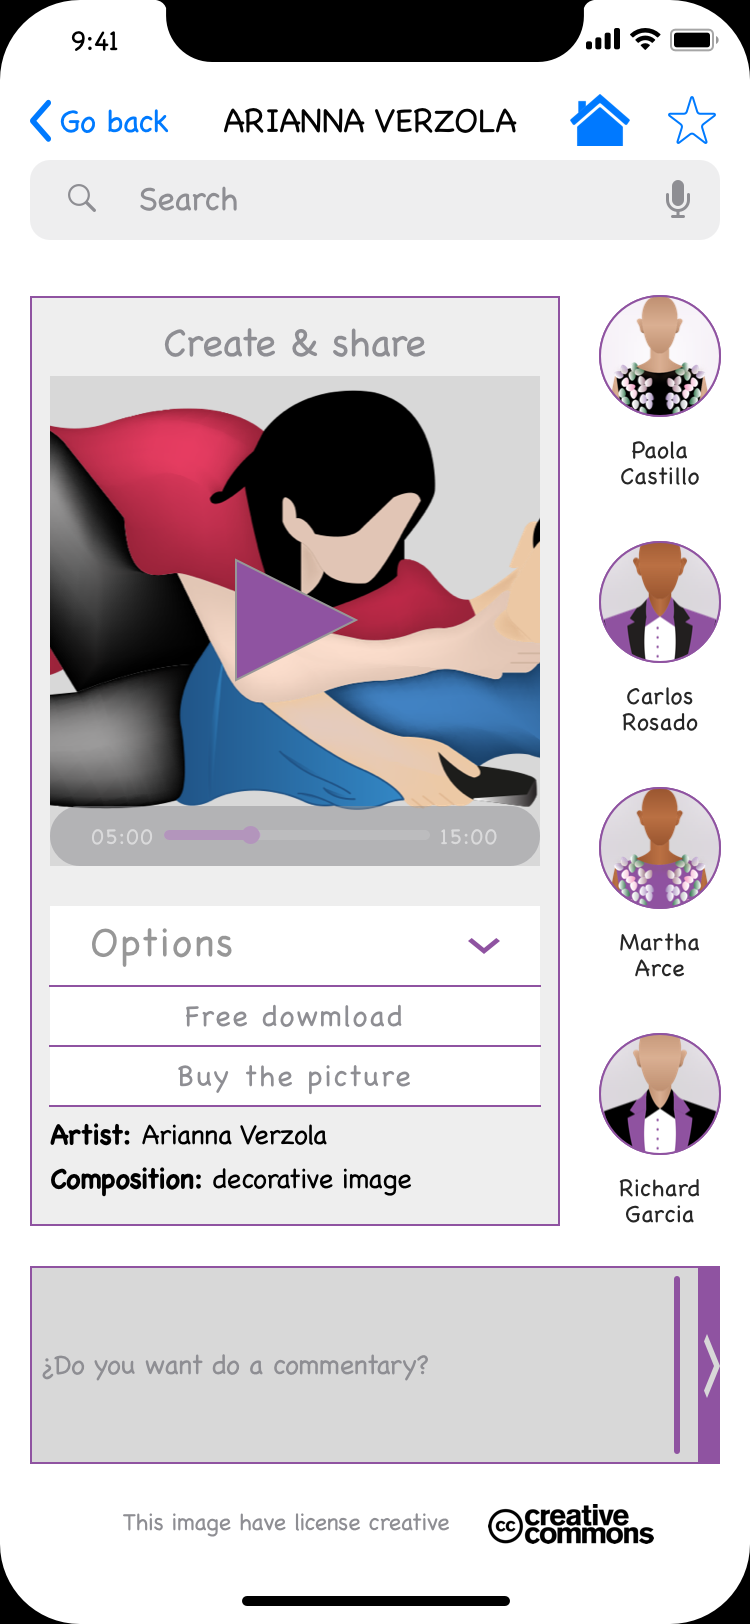 9:41
Go back
ARIANNA VERZOLA
Search
Create & share
05:00
15:00
Options
Free dowmload
Buy the picture
Artist: Arianna Verzola
Composition: decorative image
Paola
Castillo
Carlos
Rosado
Martha
Arce
Richard
Garcia
¿Do you want do a commentary?
This image have license creative
cc creative
commons